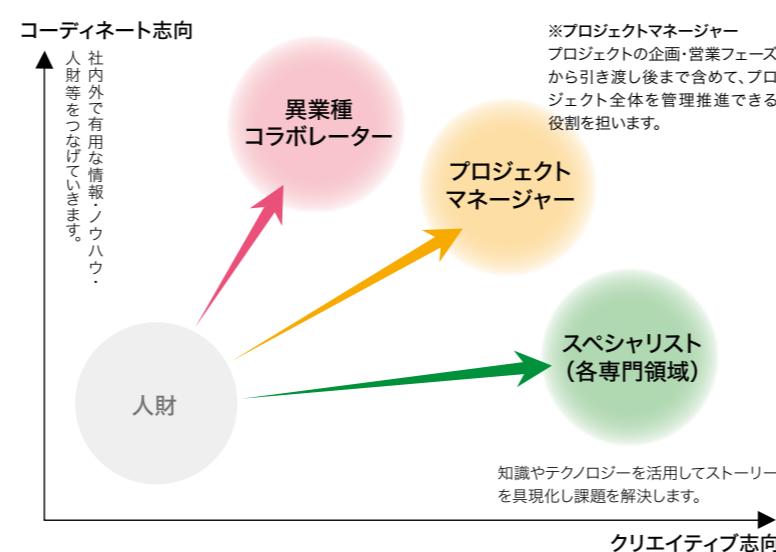 コーディネート志向
社内外で有用な情報・ノウハウ・
人財等をつなげていきます。
※プロジェクトマネージャー
プロジェクトの企画・営業フェーズ
から引き渡し後まで含めて、プロ
ジェクト全体を管理推進できる
役割を担います。
異業種
コラボレーター
プロジェクト
マネージャー
スペシャリスト
（各専門領域）
人財
知識やテクノロジーを活用してストーリー
を具現化し課題を解決します。
クリエイティブ志向